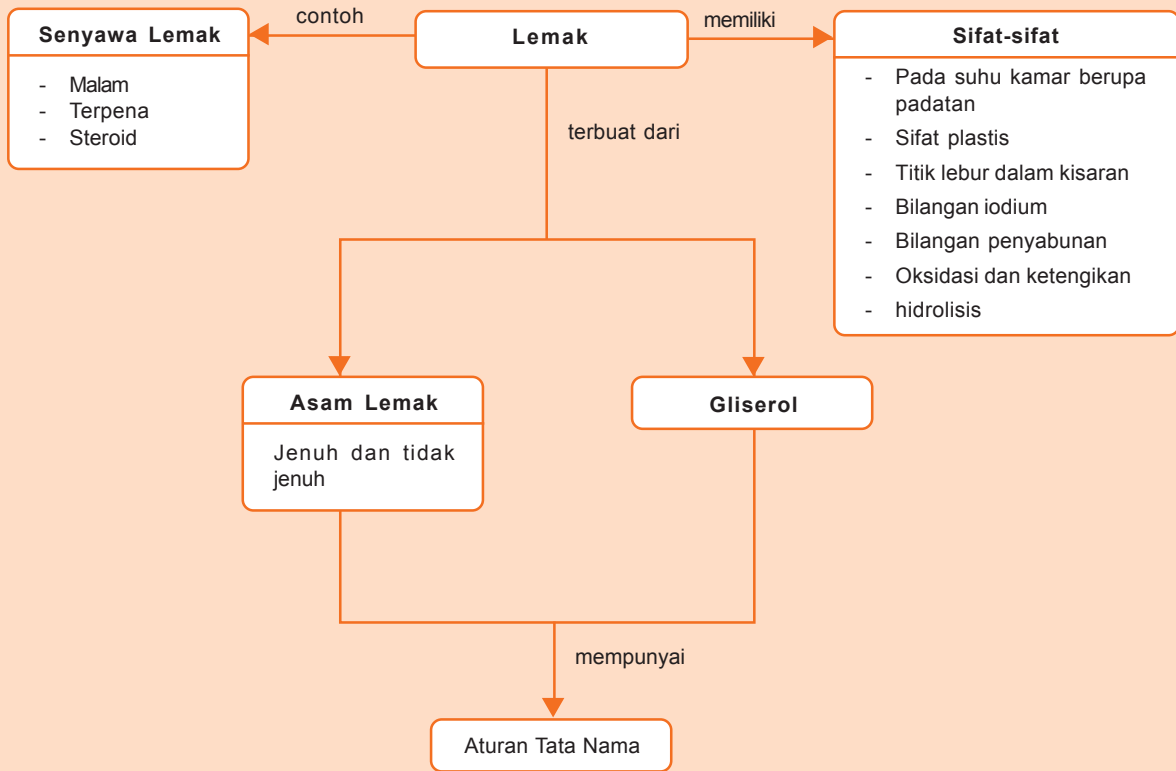 contoh
memiliki
Senyawa Lemak
- Malam
- Terpena
- Steroid
Lemak
Sifat-sifat
- Pada suhu kamar berupa
padatan
- Sifat plastis
- Titik lebur dalam kisaran
- Bilangan iodium
- Bilangan penyabunan
- Oksidasi dan ketengikan
- hidrolisis
terbuat dari
Asam Lemak
Jenuh dan tidak
jenuh
Gliserol
mempunyai
Aturan Tata Nama